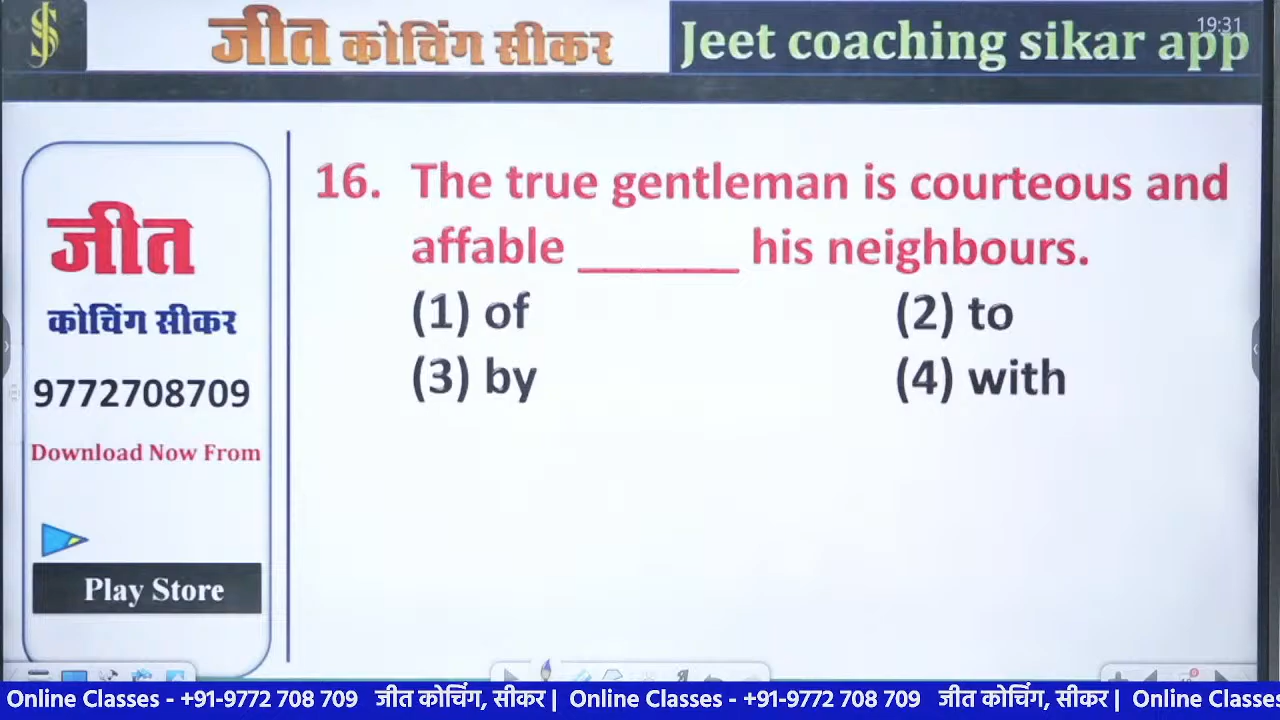 जीत कोचिंग सीकर
Jeet coaching sikar app
19:31
जीत
कोचिंग सीकर
9772708709
Download Now From
Play Store
16. The true gentleman is courteous and
affable ______ his neighbours.
(1) of (2) to
(3) by (4) with
Online Classes - +91-9772 708 709 जीत कोचिंग, सीकर | Online Classes - +91-9772 708 709 जीत कोचिंग, सीकर | Online Classes